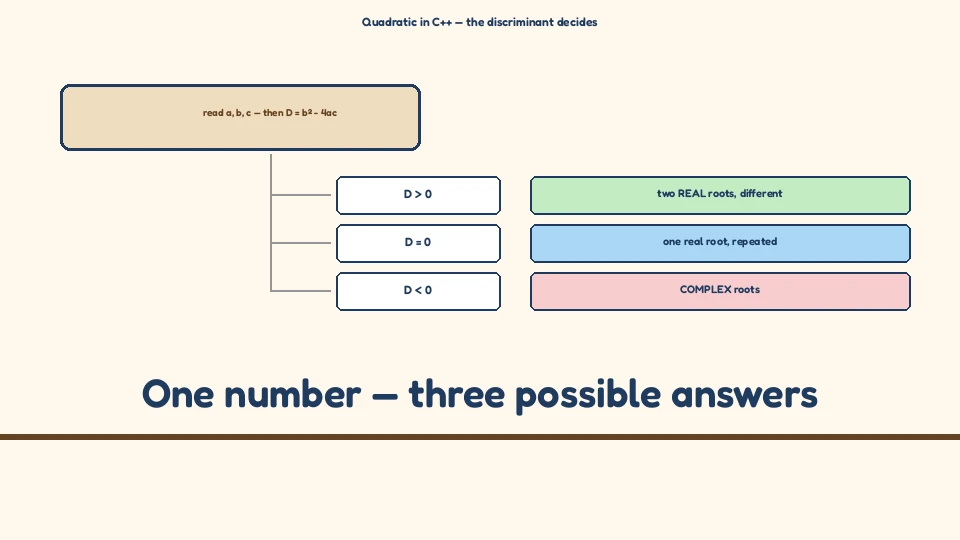 Quadratic in C++ — the discriminant decides
read a, b, c — then D = b² - 4ac
D > 0
two REAL roots, different
D = 0
one real root, repeated
D < 0
COMPLEX roots
One number — three possible answers